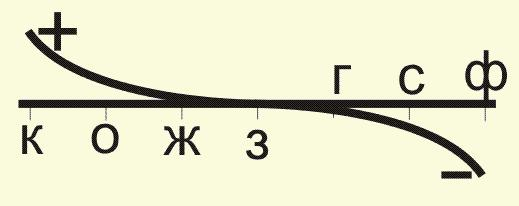 +
г с ф
к о ж з
−